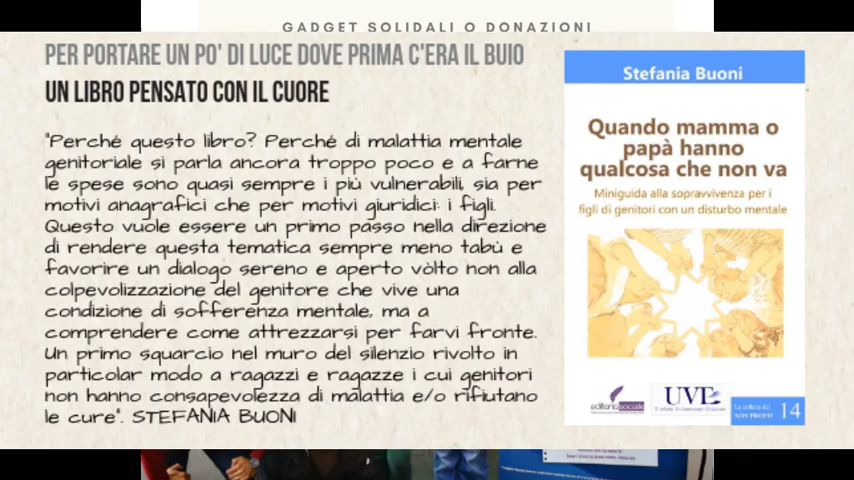 GADGET SOLIDALI O DONAZIONI
PER PORTARE UN PO' DI LUCE DOVE PRIMA C'ERA IL BUIO
UN LIBRO PENSATO CON IL CUORE
"Perché questo libro? Perché di malattia mentale
genitoriale si parla ancora troppo poco e a farne
le spese sono quasi sempre i più vulnerabili, sia per
motivi anagrafici che per motivi giuridici: i figli.
Questo vuole essere un primo passo nella direzione
di rendere questa tematica sempre meno tabù e
favorire un dialogo sereno e aperto vòlto non alla
colpevolizzazione del genitore che vive una
condizione di sofferenza mentale, ma a
comprendere come attrezzarsi per farvi fronte.
Un primo squarcio nel muro del silenzio rivolto in
particolar modo a ragazzi e ragazze i cui genitori
non hanno consapevolezza di malattia e/o rifiutano
le cure". STEFANIA BUONI
Stefania Buoni
Quando mamma o
papà hanno
qualcosa che non va
Miniguida alla sopravvivenza per i
figli di genitori con un disturbo mentale
editoriasociale
UVE
La collana del
NON PROFIT
14